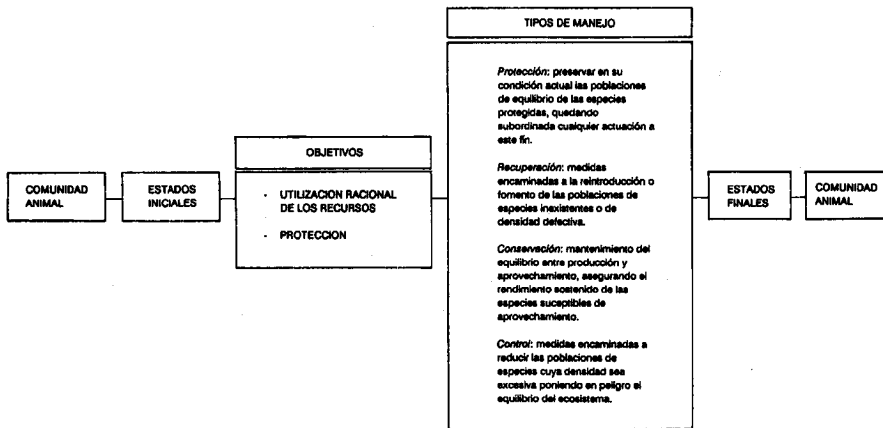 COMUNIDAD
ANIMAL
ESTADOS
INICIALES
OBJETIVOS
- UTILIZACION RACIONAL
DE LOS RECURSOS
- PROTECCION
TIPOS DE MANEJO
Protección: preservar en su
condición actual las poblaciones
de equilibrio de las especies
protegidas, quedando
subordinada cualquier actuación a
este fin.
Recuperación: medidas
encaminadas a la reintroducción o
fomento de las poblaciones de
especies inexistentes o de
densidad defectiva.
Conservación: mantenimiento del
equilibrio entre producción y
aprovechamiento, asegurando el
rendimiento sostenido de las
especies suceptibles de
aprovechamiento.
Control: medidas encaminadas a
reducir las poblaciones de
especies cuya densidad sea
excesiva poniendo en peligro el
equilibrio del ecosistema.
ESTADOS
FINALES
COMUNIDAD
ANIMAL